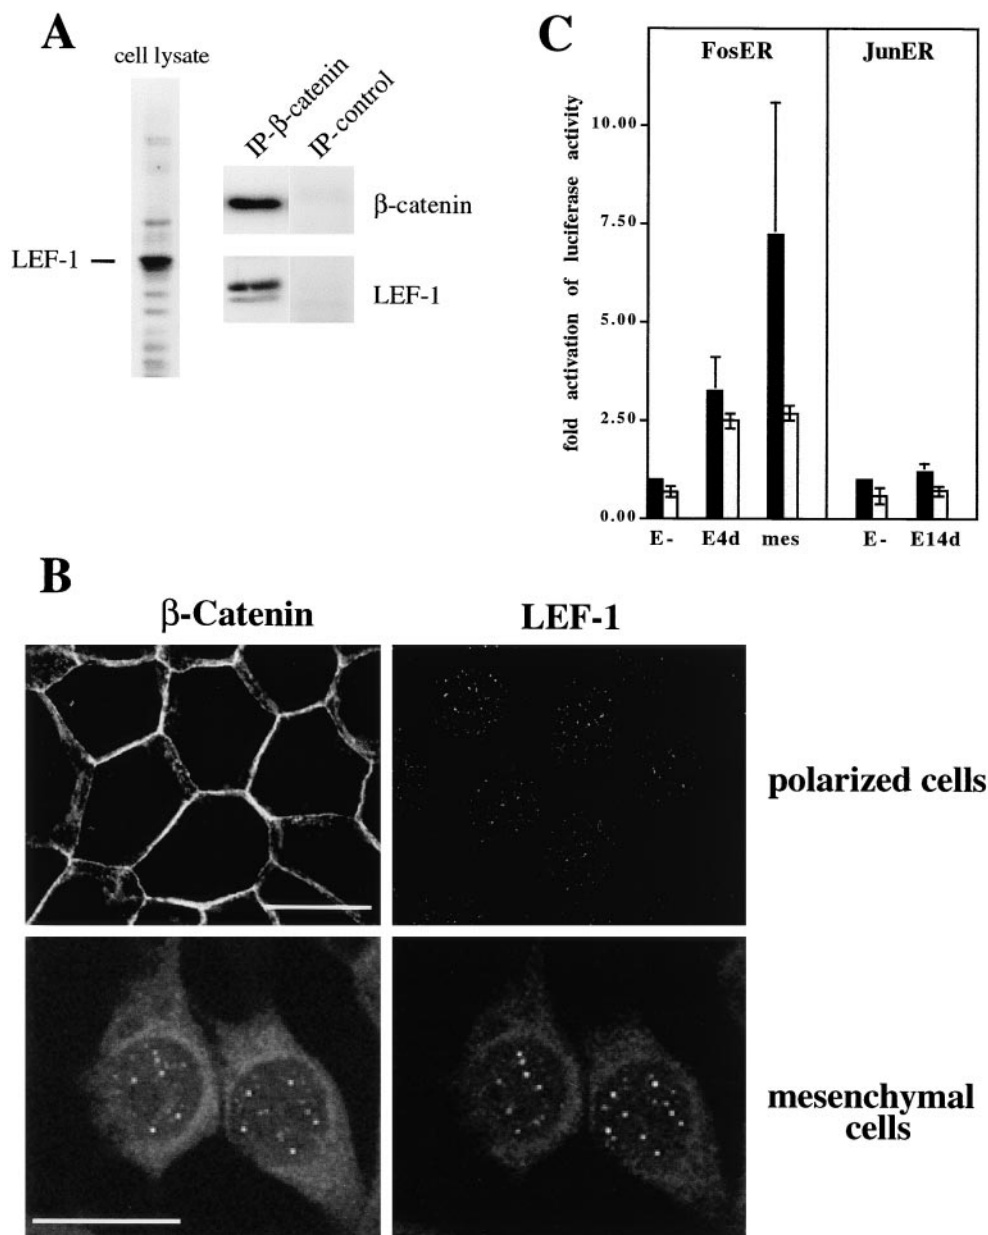 A
cell lysate
LEF-1
IP-β-catenin
IP-control
β-catenin
LEF-1
C
FosER
JunER
fold activation of luciferase activity
10.00
7.50
5.00
2.50
0.00
E-
E4d
mes
E-
E14d
B
β-Catenin
LEF-1
polarized cells
mesenchymal
cells